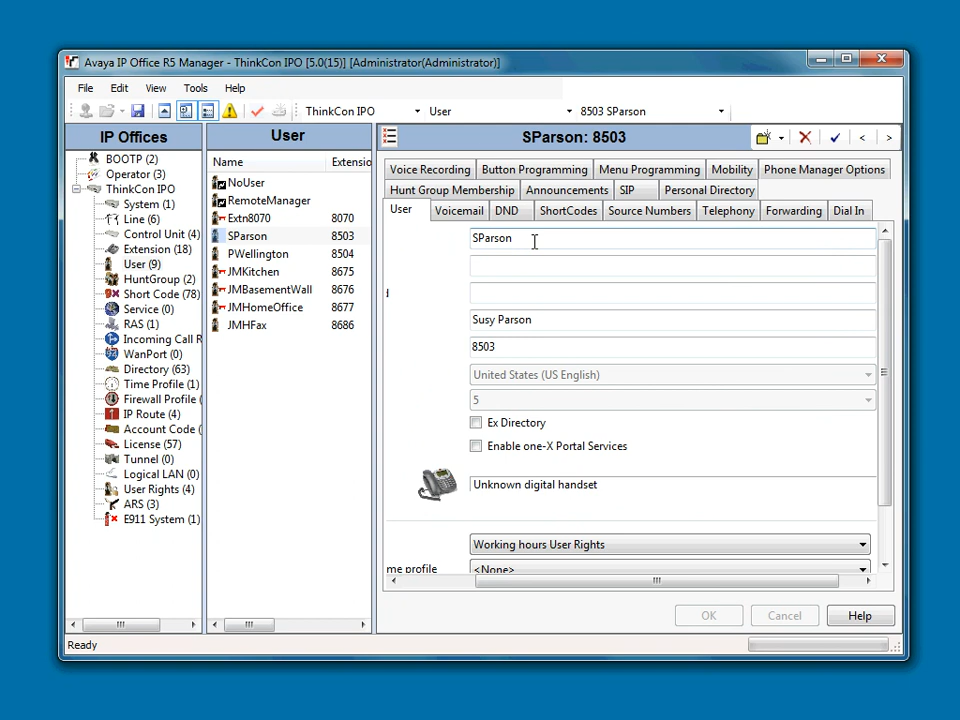 Avaya IP Office R5 Manager - ThinkCon IPO [5.0(15)] [Administrator(Administrator)]
File Edit View Tools Help
ThinkCon IPO User 8503 SParson
IP Offices
BOOTP (2)
Operator (3)
ThinkCon IPO
System (1)
Line (6)
Control Unit (4)
Extension (18)
User (9)
HuntGroup (2)
Short Code (78)
Service (0)
RAS (1)
Incoming Call R
WanPort (0)
Directory (63)
Time Profile (1)
Firewall Profile (
IP Route (4)
Account Code (
License (57)
Tunnel (0)
Logical LAN (0)
User Rights (4)
ARS (3)
E911 System (1)
User
Name Extensio
NoUser
RemoteManager
Extn8070 8070
SParson 8503
PWellington 8504
JMKitchen 8675
JMBasementWall 8676
JMHomeOffice 8677
JMHFax 8686
SParson: 8503
Voice Recording Button Programming Menu Programming Mobility Phone Manager Options
Hunt Group Membership Announcements SIP Personal Directory
User Voicemail DND ShortCodes Source Numbers Telephony Forwarding Dial In
SParson
Susy Parson
8503
United States (US English)
5
Ex Directory
Enable one-X Portal Services
Unknown digital handset
Working hours User Rights
me profile <None>
OK Cancel Help
Ready